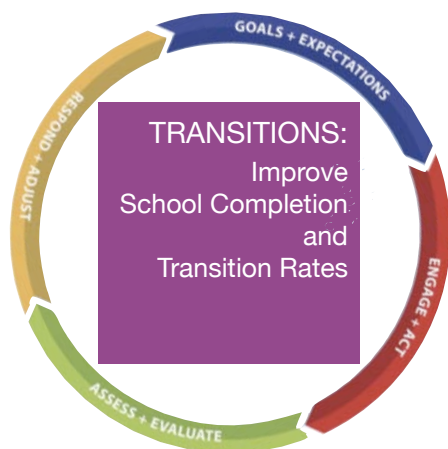 GOALS + EXPECTATIONS
RESPOND + ADJUST
TRANSITIONS:
Improve
School Completion
and
Transition Rates
ENGAGE + ACT
ASSESS + EVALUATE